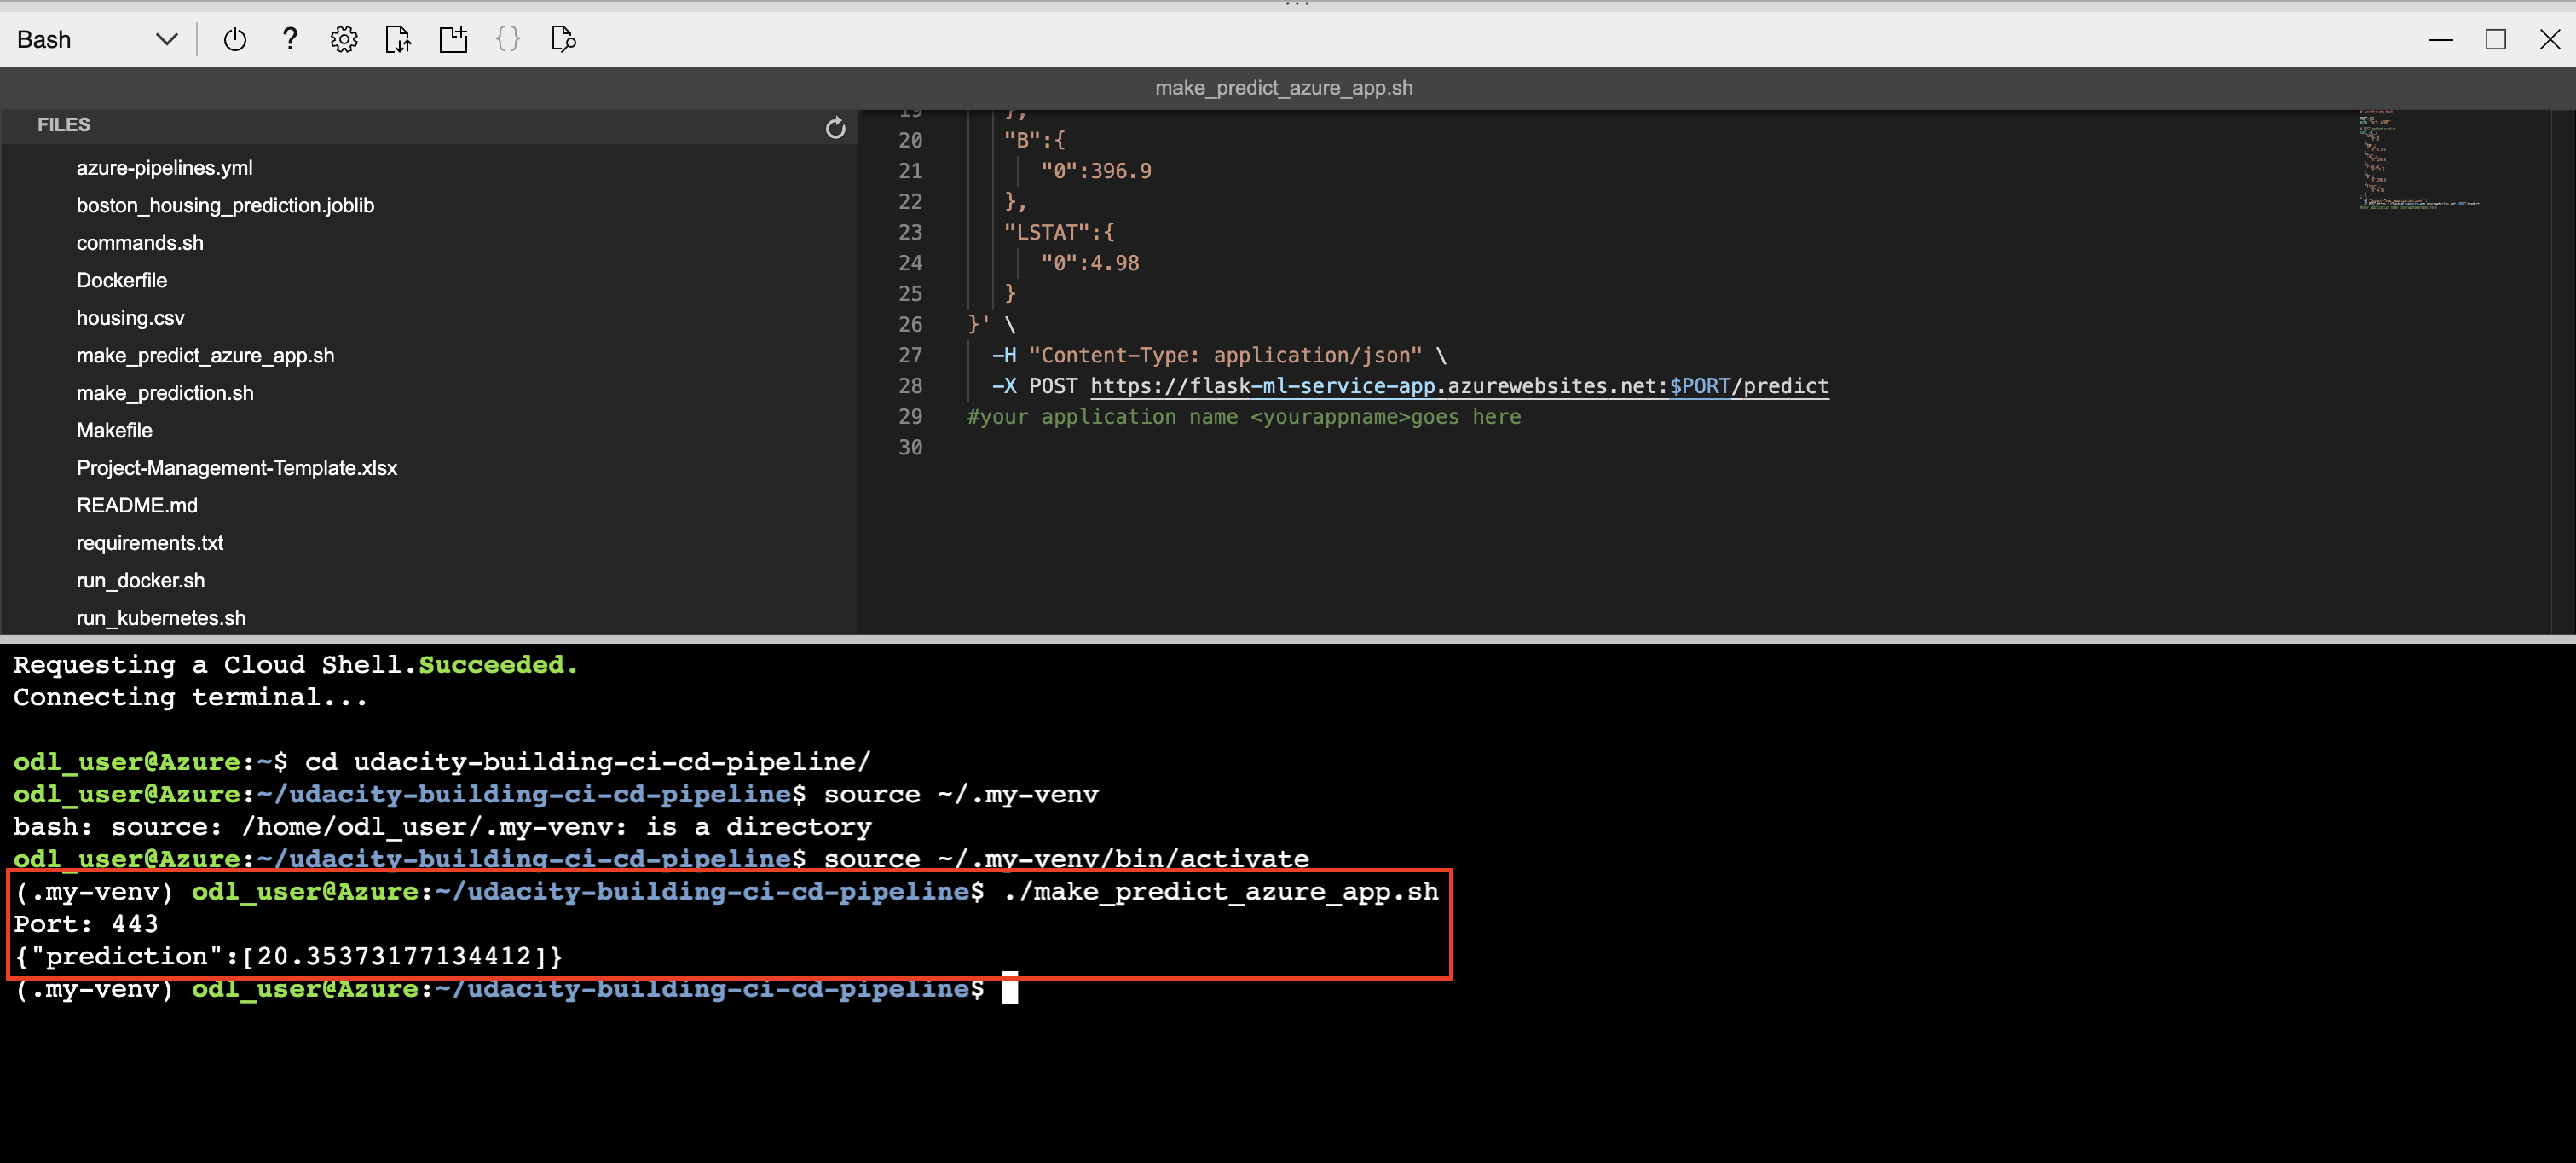 Bash
make_predict_azure_app.sh
FILES
azure-pipelines.yml
boston_housing_prediction.joblib
commands.sh
Dockerfile
housing.csv
make_predict_azure_app.sh
make_prediction.sh
Makefile
Project-Management-Template.xlsx
README.md
requirements.txt
run_docker.sh
run_kubernetes.sh
19 },
20 "B":{
21 "0":396.9
22 },
23 "LSTAT":{
24 "0":4.98
25 }
26 }' \
27 -H "Content-Type: application/json" \
28 -X POST https://flask-ml-service-app.azurewebsites.net:$PORT/predict
29 #your application name <yourappname>goes here
30
Requesting a Cloud Shell.Succeeded.
Connecting terminal...
odl_user@Azure:~$ cd udacity-building-ci-cd-pipeline/
odl_user@Azure:~/udacity-building-ci-cd-pipeline$ source ~/.my-venv
bash: source: /home/odl_user/.my-venv: is a directory
odl_user@Azure:~/udacity-building-ci-cd-pipeline$ source ~/.my-venv/bin/activate
(.my-venv) odl_user@Azure:~/udacity-building-ci-cd-pipeline$ ./make_predict_azure_app.sh
Port: 443
{"prediction":[20.35373177134412]}
(.my-venv) odl_user@Azure:~/udacity-building-ci-cd-pipeline$